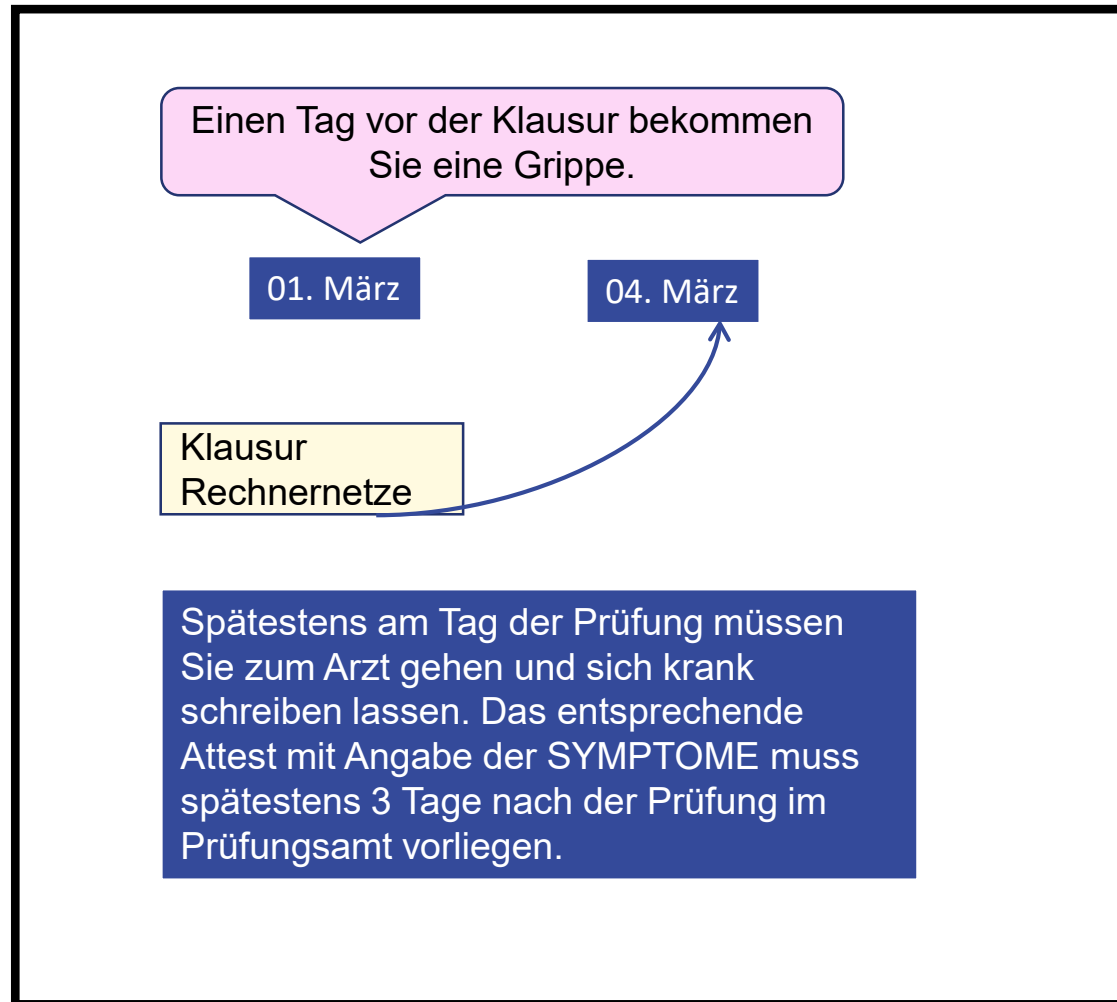 Einen Tag vor der Klausur bekommen
Sie eine Grippe.
01. März
04. März
Klausur
Rechnernetze
Spätestens am Tag der Prüfung müssen
Sie zum Arzt gehen und sich krank
schreiben lassen. Das entsprechende
Attest mit Angabe der SYMPTOME muss
spätestens 3 Tage nach der Prüfung im
Prüfungsamt vorliegen.